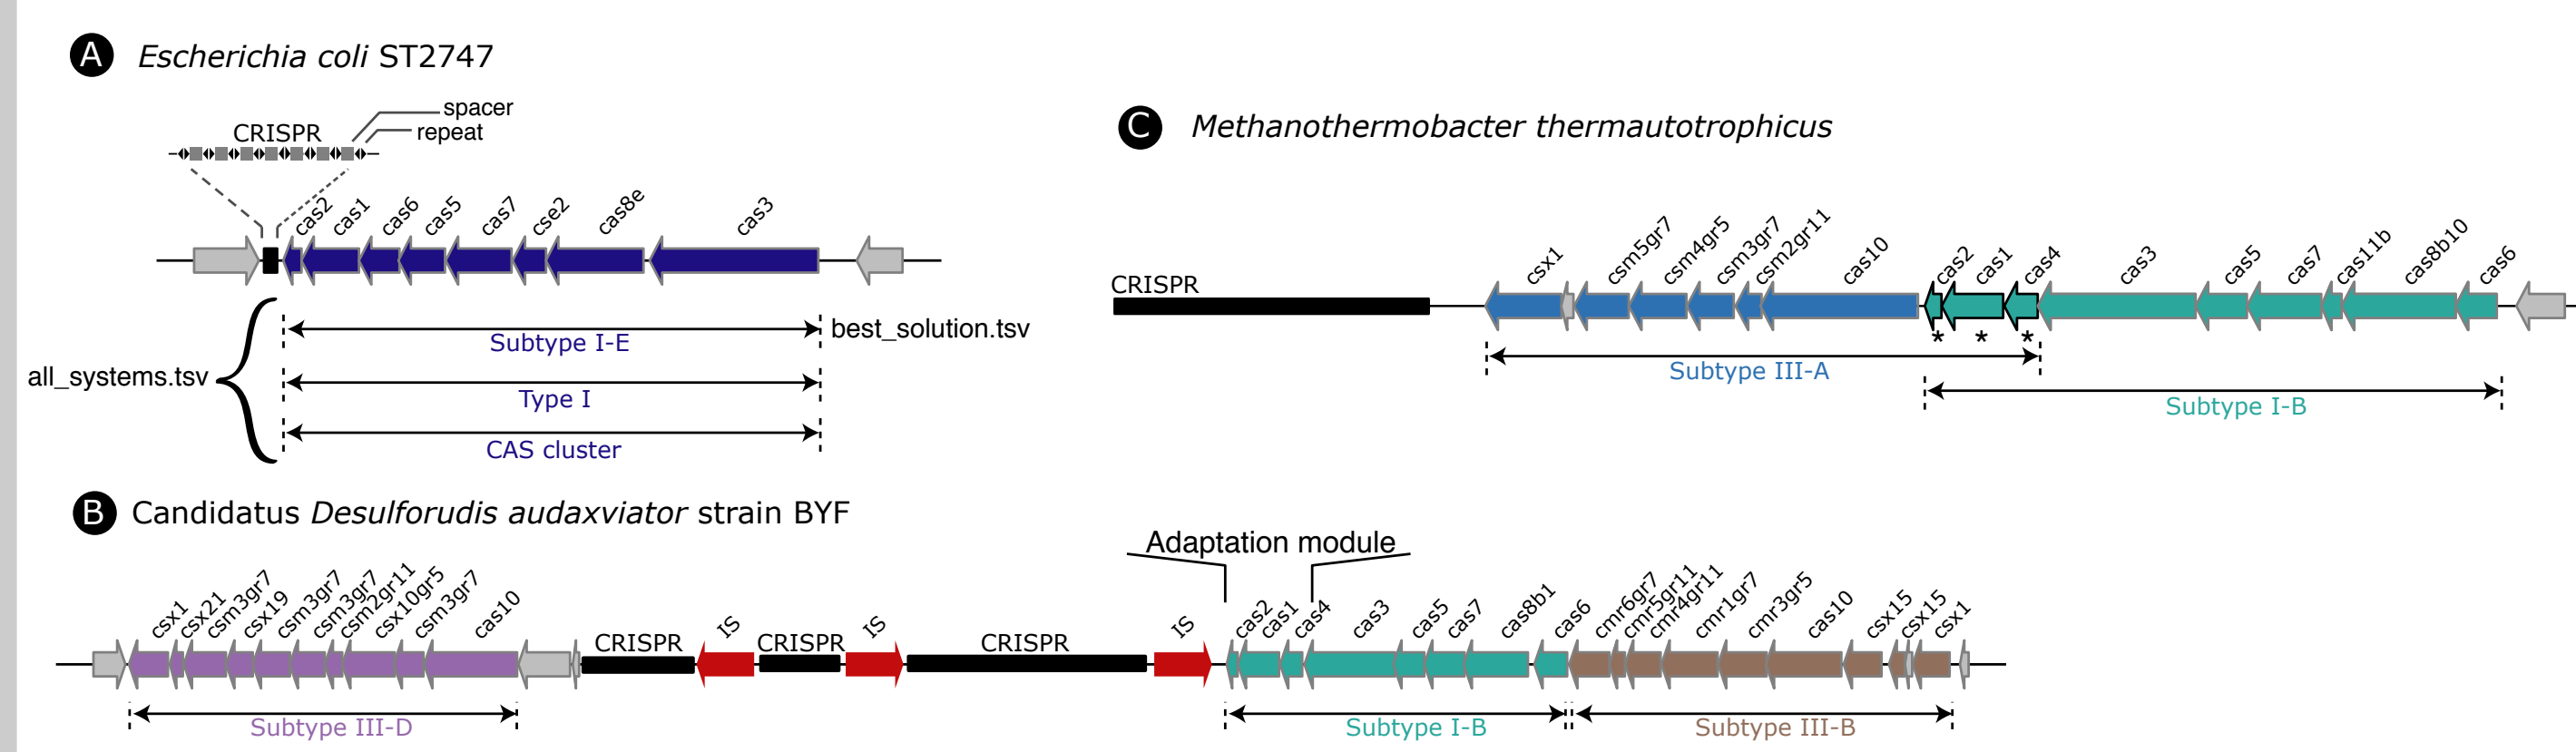 A Escherichia coli ST2747
spacer
repeat
CRISPR
cas2 cas1 cas6 cas5 cas7 cse2 cas8e cas3
Subtype I-E
best_solution.tsv
all_systems.tsv
Type I
CAS cluster
C Methanothermobacter thermautotrophicus
CRISPR
csx1 csm5gr7 csm4gr5 csm3gr7 csm2gr11 cas10 cas2 cas1 cas4 cas3 cas5 cas7 cas11b cas8b10 cas6
* * *
Subtype III-A
Subtype I-B
B Candidatus Desulforudis audaxviator strain BYF
Adaptation module
csx1 csx21 csm3gr7 csx19 csm3gr7 csm3gr7 csm2gr11 csx10gr5 csm3gr7 cas10
CRISPR IS CRISPR IS CRISPR IS
cas2 cas1 cas4 cas3 cas5 cas7 cas8b1 cas6 cmr6gr7 cmr5gr11 cmr4gr11 cmr1gr7 cmr3gr5 cas10 csx15 csx15 csx1
Subtype III-D
Subtype I-B
Subtype III-B